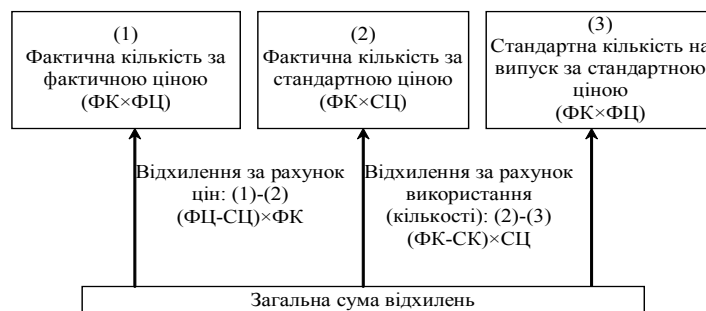 (1)
Фактична кількість за
фактичною ціною
(ФК×ФЦ)
(2)
Фактична кількість за
стандартною ціною
(ФК×СЦ)
(3)
Стандартна кількість на
випуск за стандартною
ціною
(ФК×ФЦ)
Відхилення за рахунок
цін: (1)-(2)
(ФЦ-СЦ)×ФК
Відхилення за рахунок
використання
(кількості): (2)-(3)
(ФК-СК)×СЦ
Загальна сума відхилень